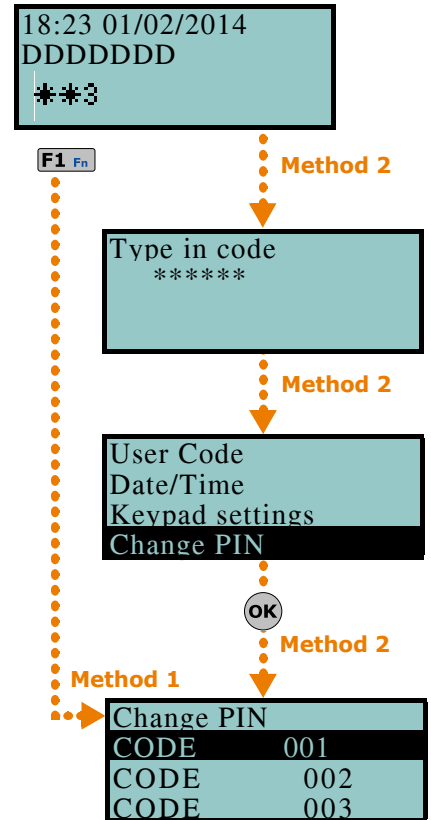 18:23 01/02/2014
DDDDDDD
**3
F1 Fn
Method 2
Type in code
******
Method 2
User Code
Date/Time
Keypad settings
Change PIN
OK
Method 2
Method 1
Change PIN
CODE 001
CODE 002
CODE 003